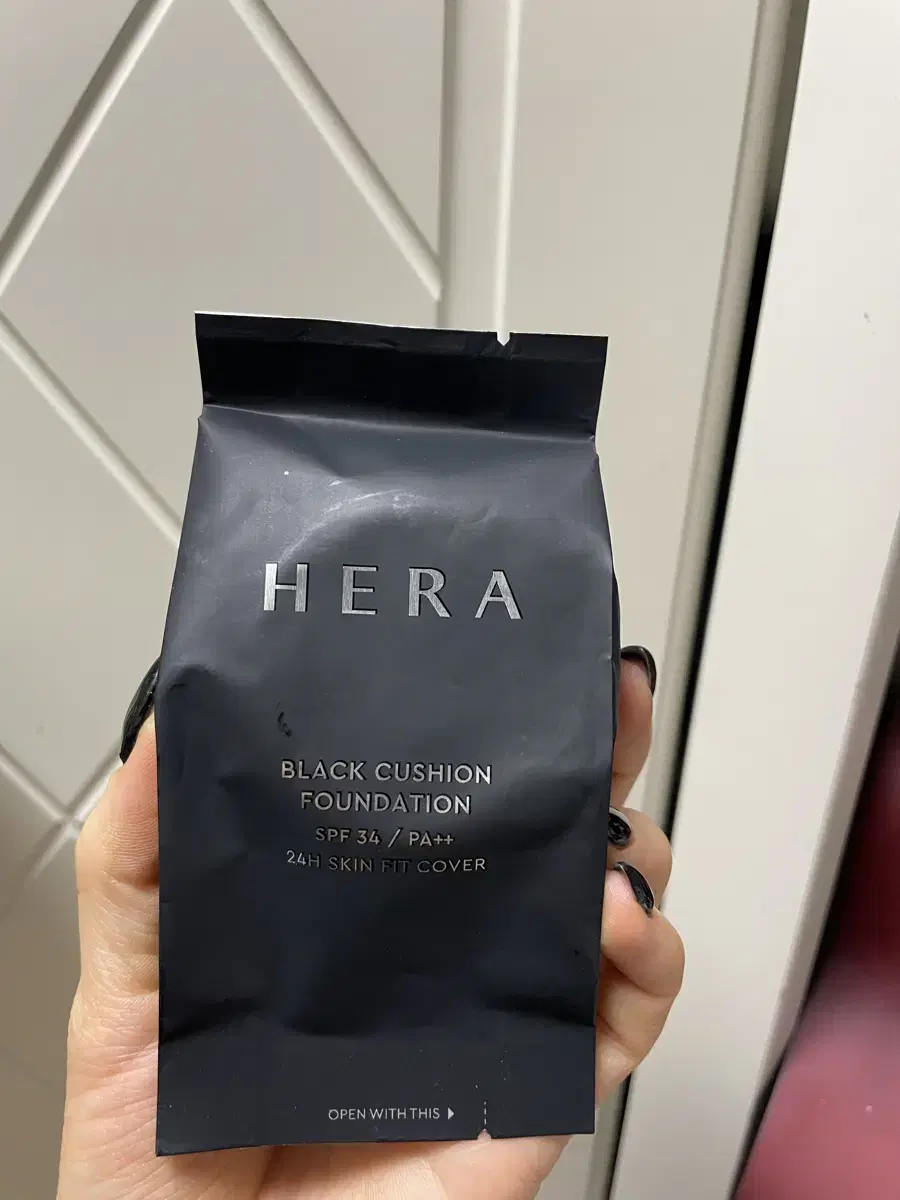 HERA
BLACK CUSHION
FOUNDATION
SPF 34 / PA++
24H SKIN FIT COVER
OPEN WITH THIS